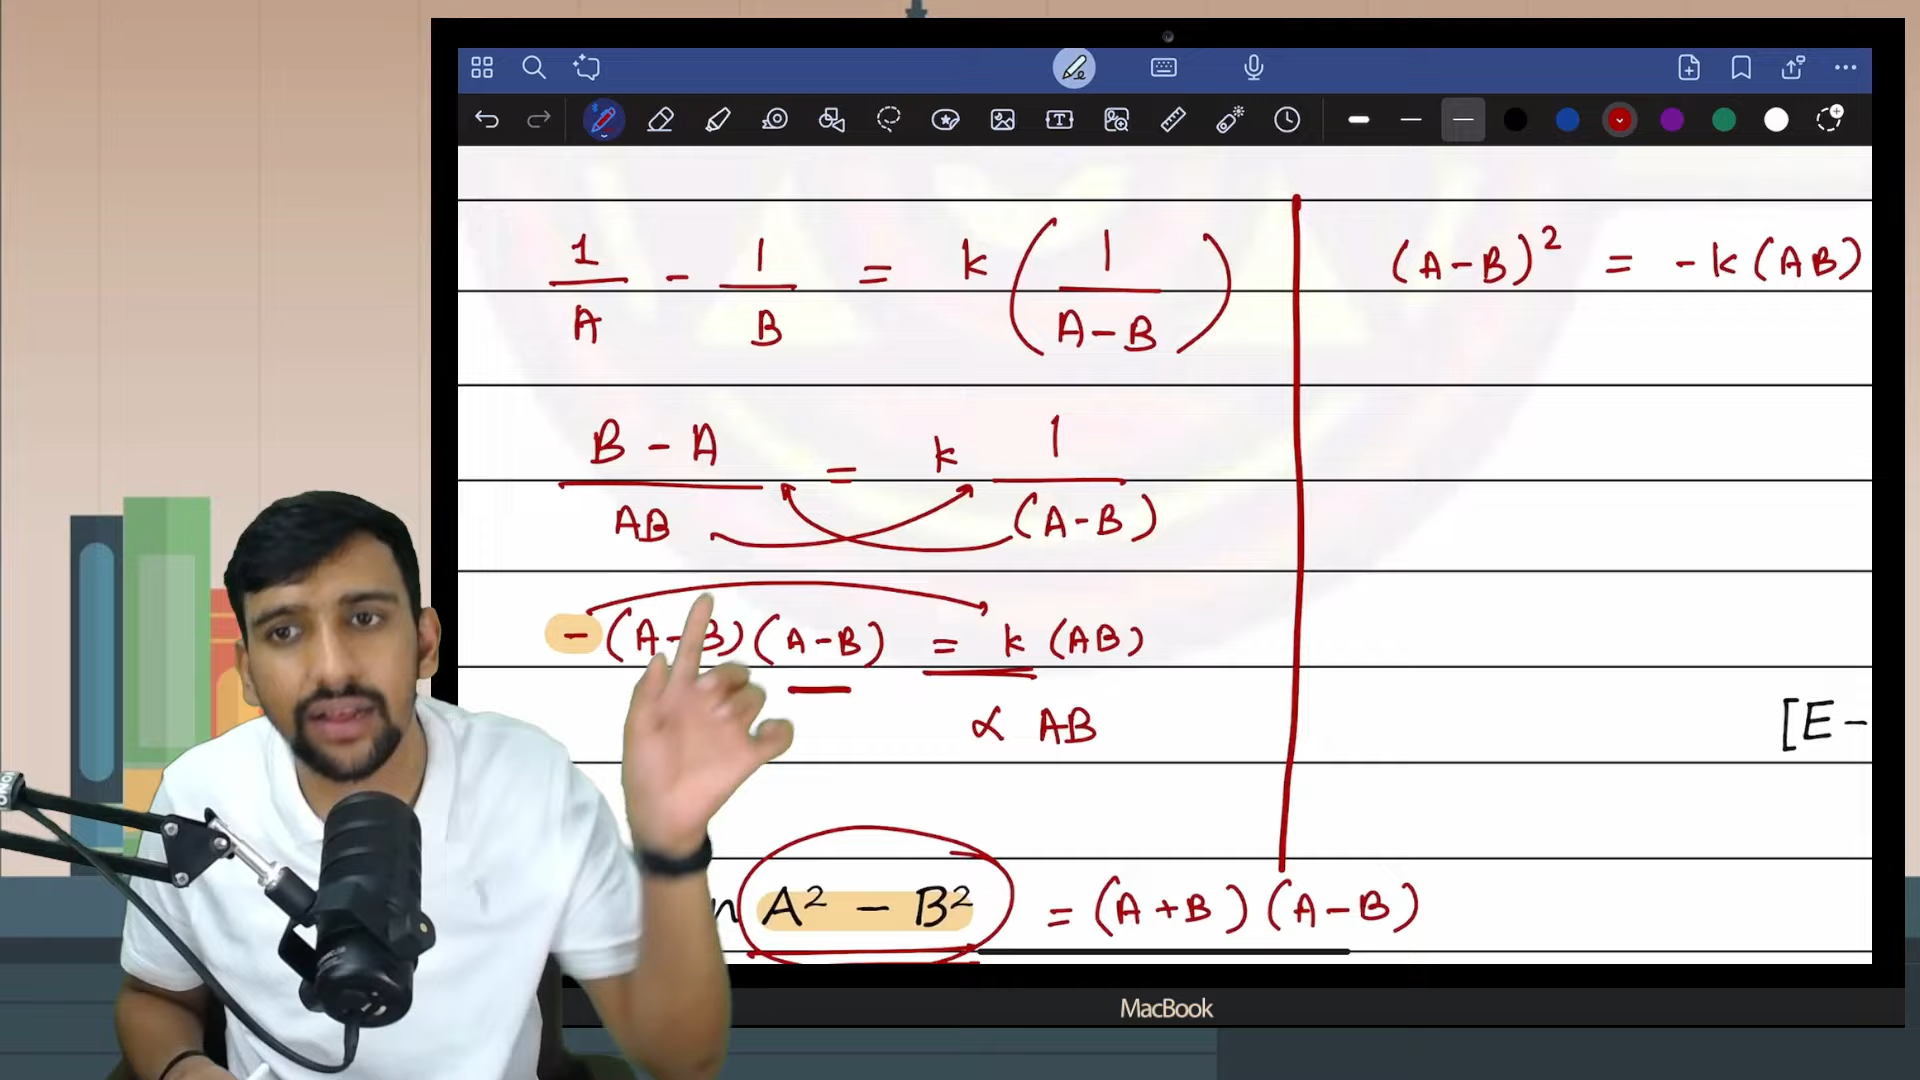 1/A - 1/B = k (1/(A-B))
(B - A)/AB = k 1/(A-B)
-(A-B)(A-B) = k (AB)
∝ AB
n A² - B² = (A+B)(A-B)
(A-B)² = -k(AB)
[E-
MacBook